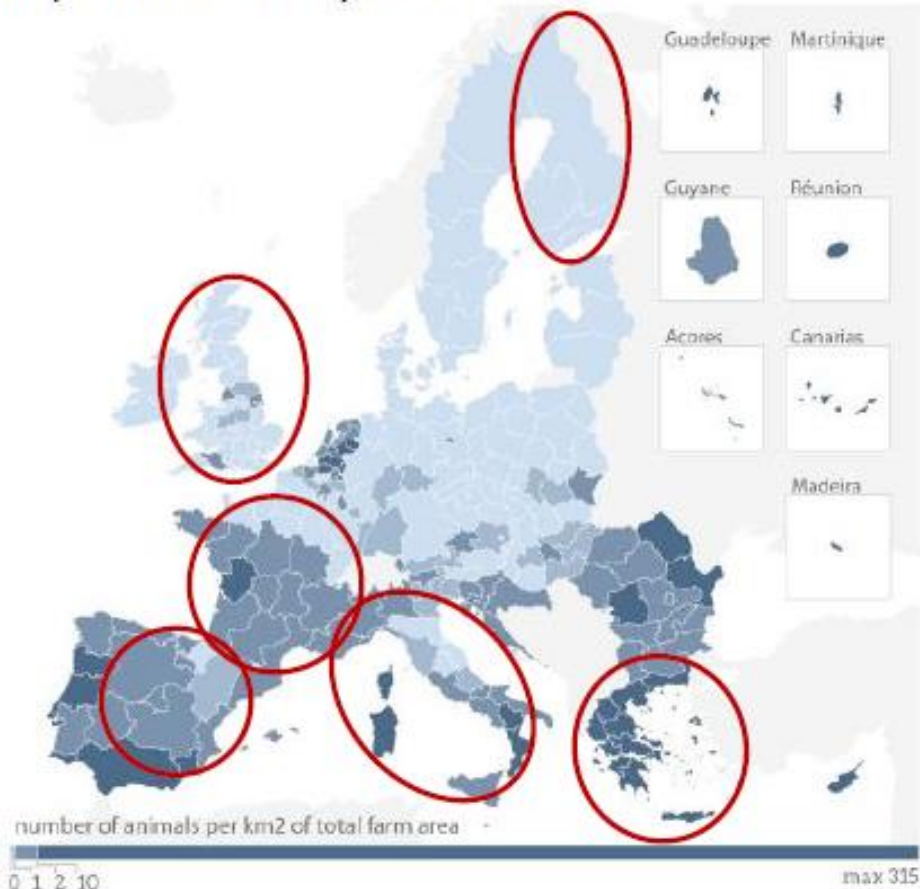 Guadeloupe Martinique
Guyane Réunion
Acores Canarias
Madeira
number of animals per km2 of total farm area
0 1 2 10
max 315